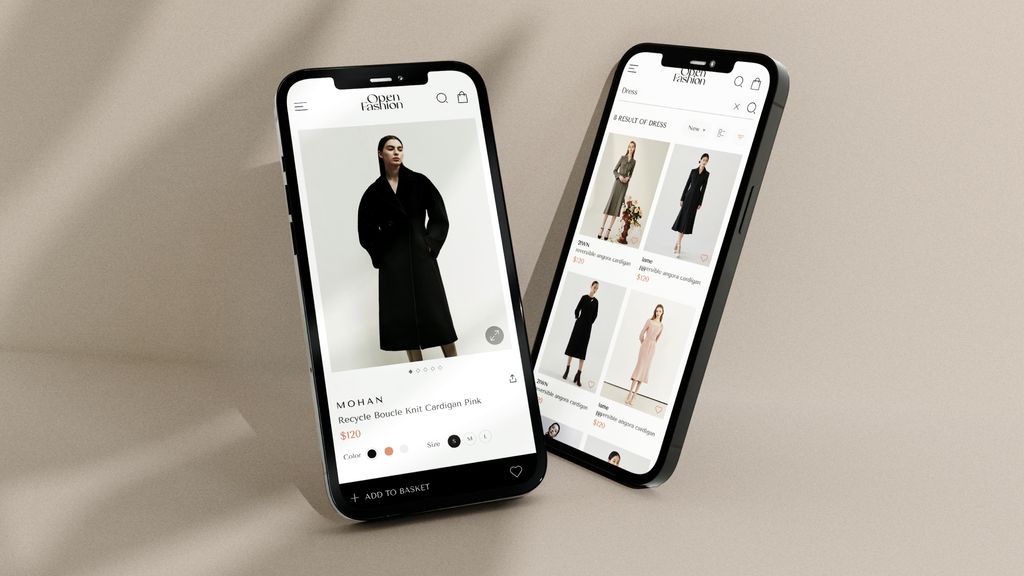 Open
Fashion
MOHAN
Recycle Boucle Knit Cardigan Pink
$120
Color
Size
S
M
L
+ ADD TO BASKET
Open
Fashion
Dress
8 RESULT OF DRESS
New
21WN
reversible angora cardigan
$120
lame
reversible angora cardigan
$120
21WN
reversible angora cardigan
$120
lame
reversible angora cardigan
$120